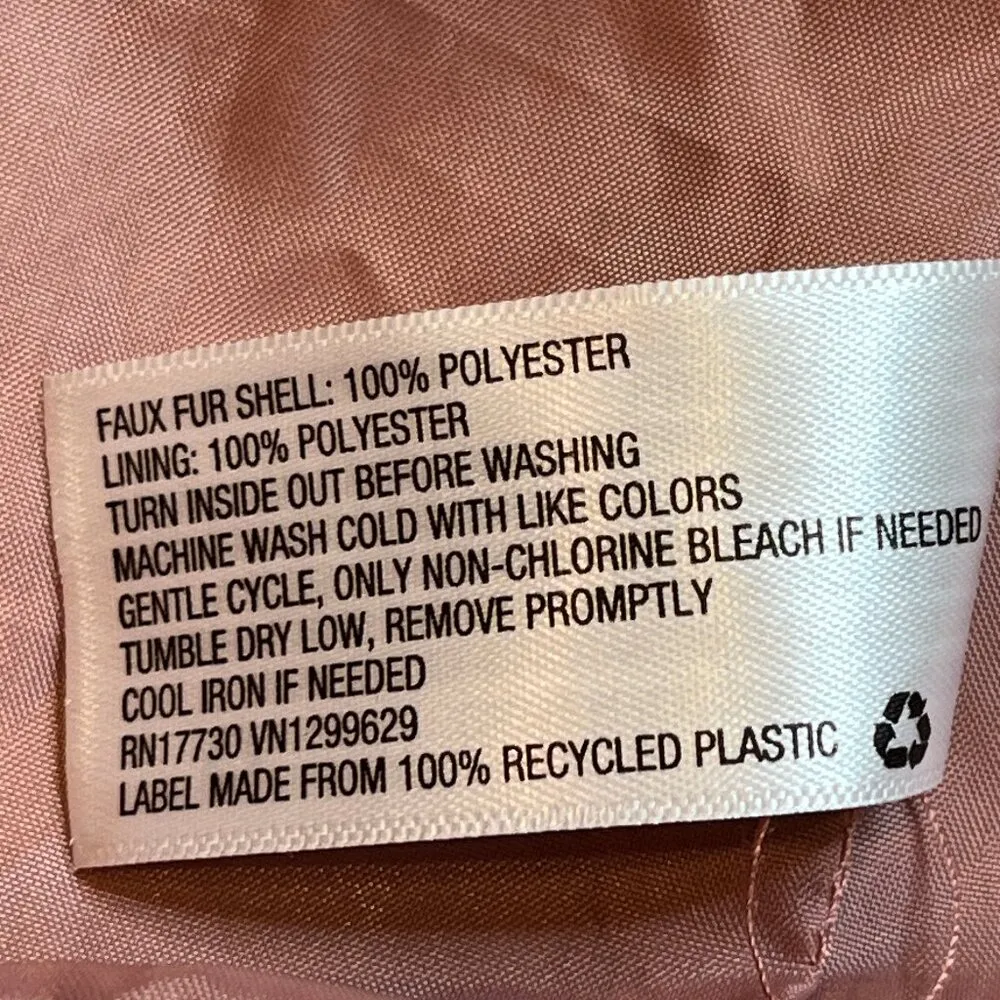 FAUX FUR SHELL: 100% POLYESTER
LINING: 100% POLYESTER
TURN INSIDE OUT BEFORE WASHING
MACHINE WASH COLD WITH LIKE COLORS
GENTLE CYCLE, ONLY NON-CHLORINE BLEACH IF NEEDED
TUMBLE DRY LOW, REMOVE PROMPTLY
COOL IRON IF NEEDED
RN17730 VN1299629
LABEL MADE FROM 100% RECYCLED PLASTIC